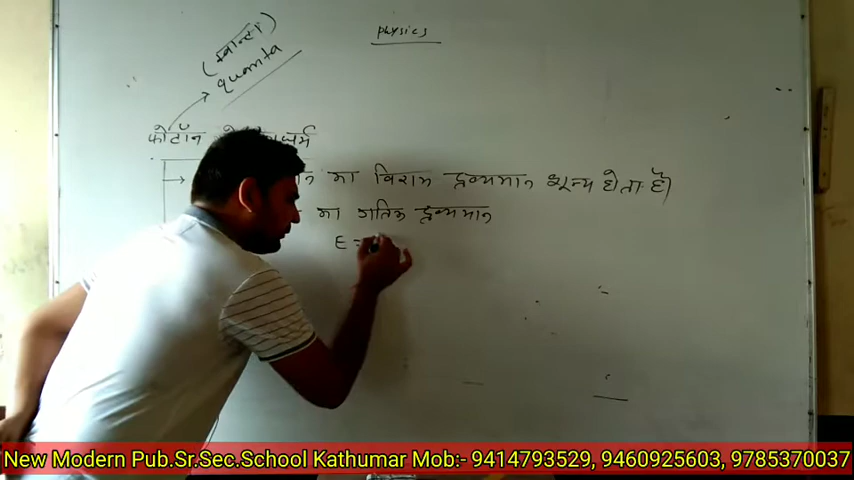 physics
(क्वान्टा)
quanta
फोटॉन
का विराम द्रव्यमान शून्य होता है)
का गतिक द्रव्यमान
E =
New Modern Pub.Sr.Sec.School Kathumar Mob:- 9414793529, 9460925603, 9785370037